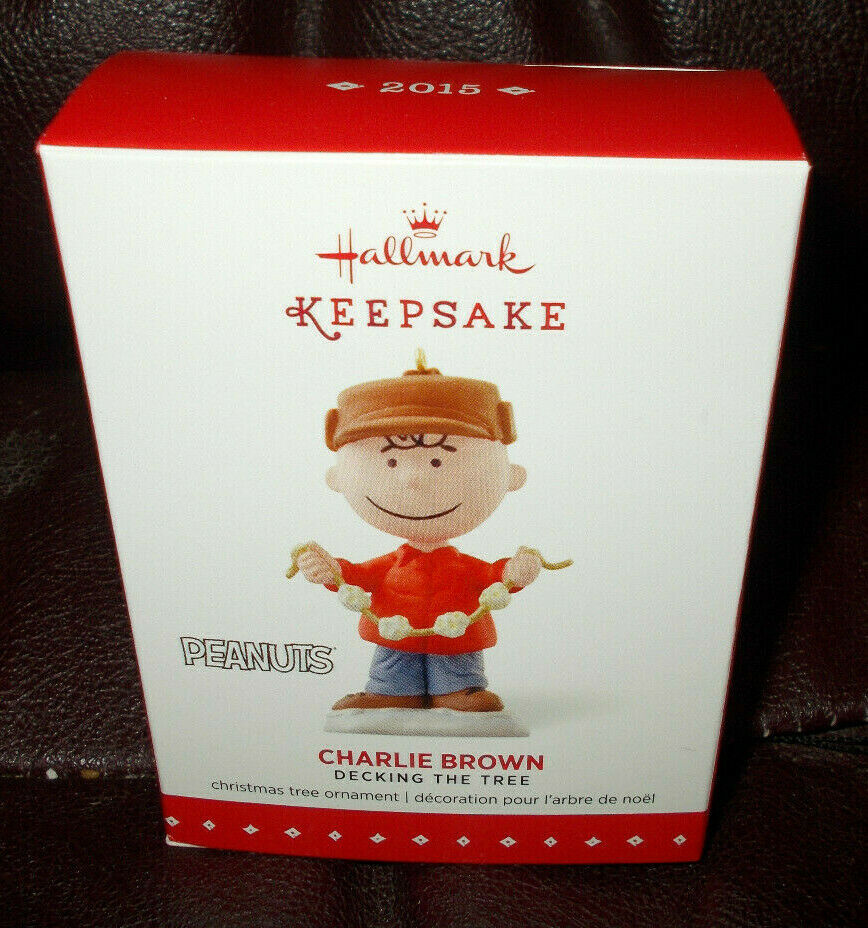 2015
Hallmark
KEEPSAKE
PEANUTS
CHARLIE BROWN
DECKING THE TREE
christmas tree ornament | décoration pour l'arbre de noël